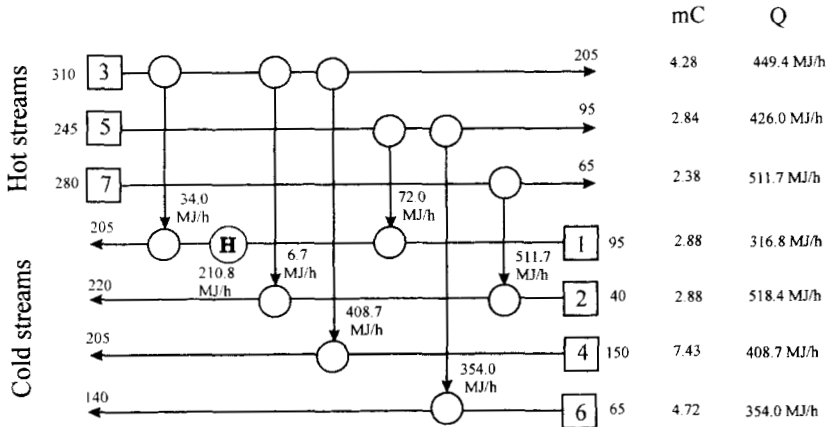 mC Q
310 3 205 4.28 449.4 MJ/h
245 5 95 2.84 426.0 MJ/h
280 7 65 2.38 511.7 MJ/h
Hot streams
34.0 MJ/h
72.0 MJ/h
205 H 1 95 2.88 316.8 MJ/h
210.8 MJ/h
6.7 MJ/h
511.7 MJ/h
220 2 40 2.88 518.4 MJ/h
Cold streams
408.7 MJ/h
205 4 150 7.43 408.7 MJ/h
354.0 MJ/h
140 6 65 4.72 354.0 MJ/h